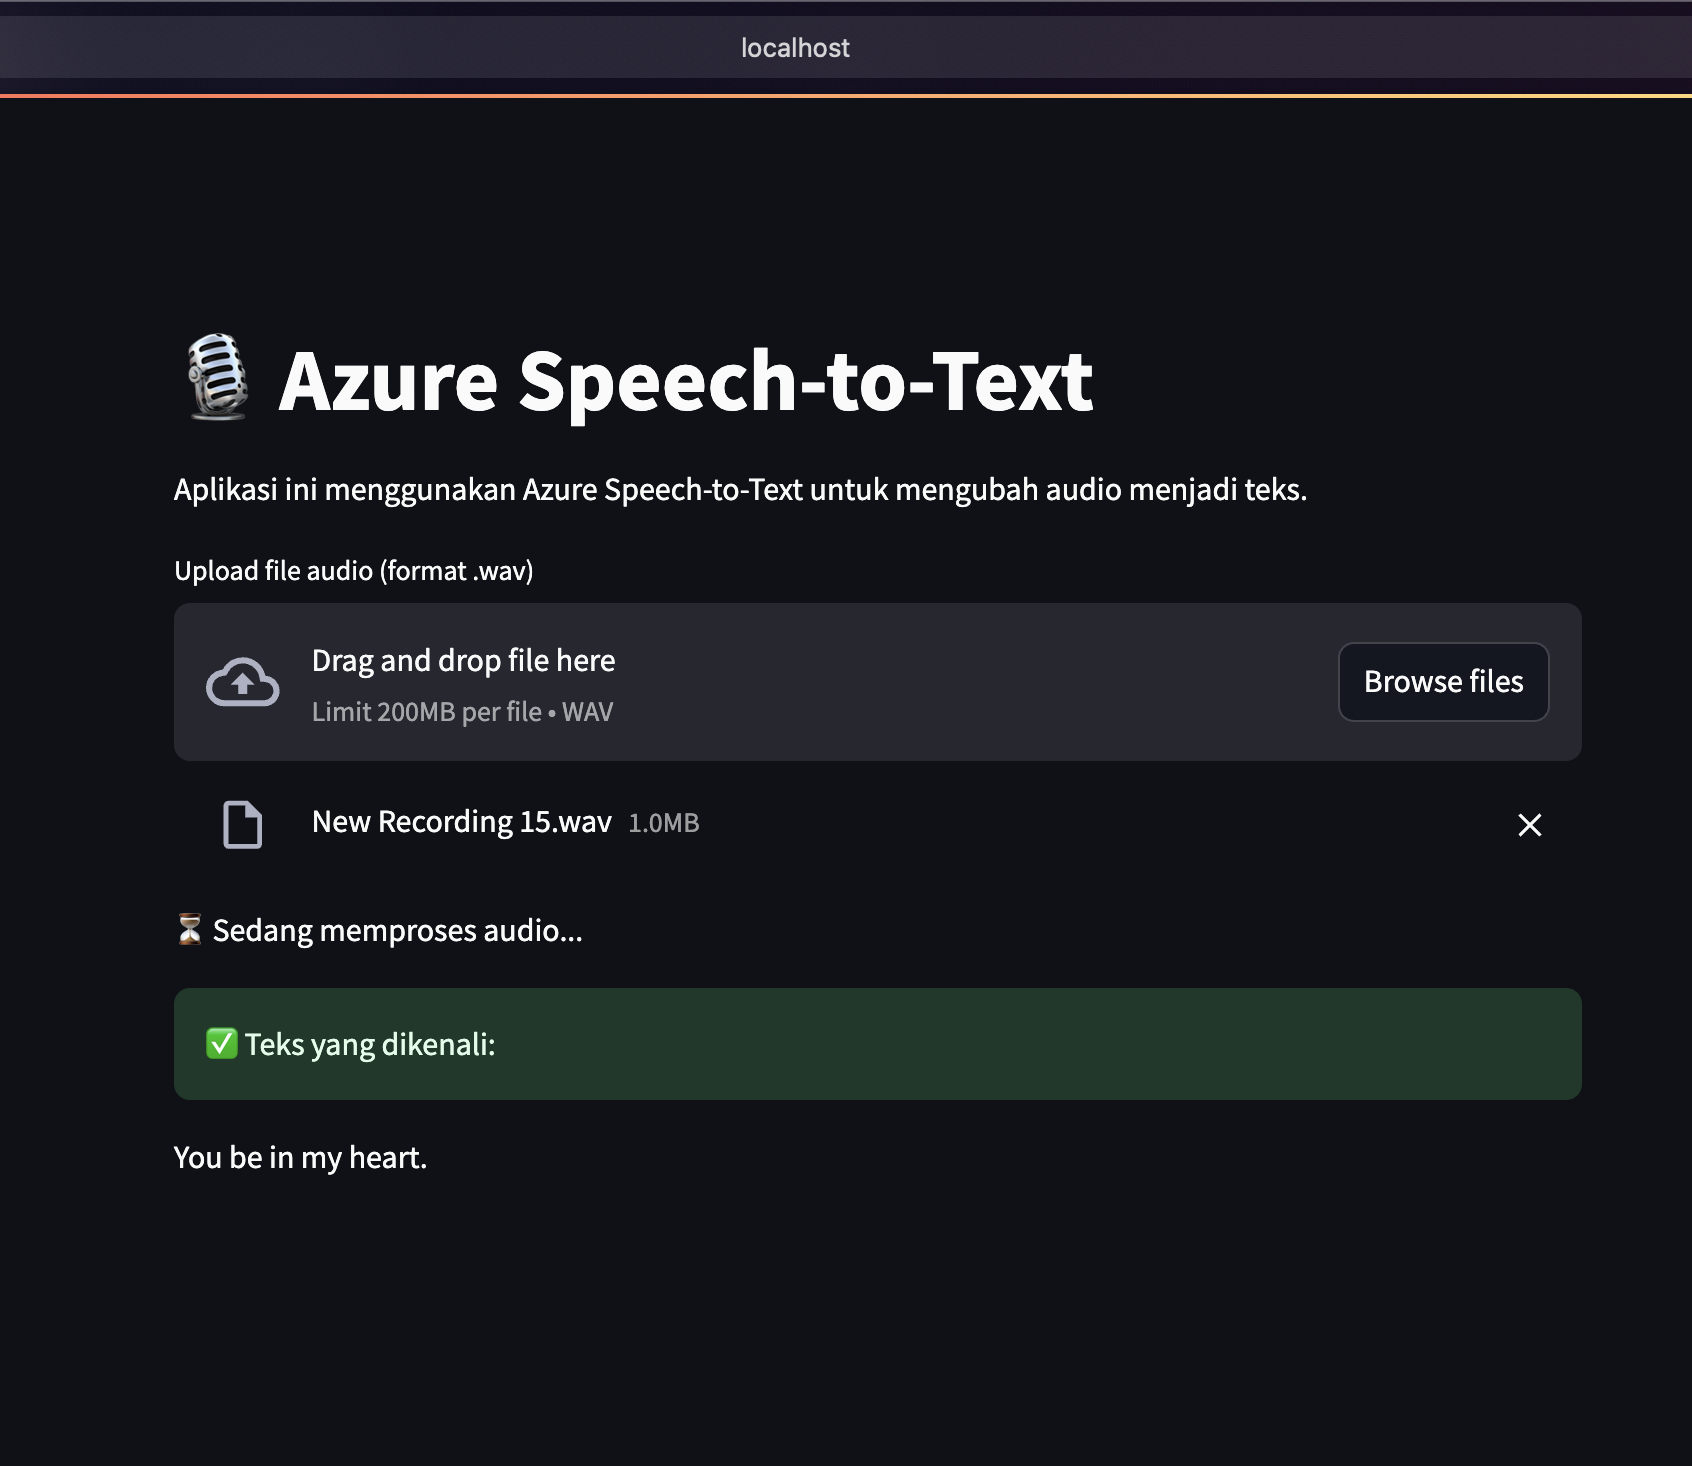 localhost
Azure Speech-to-Text
Aplikasi ini menggunakan Azure Speech-to-Text untuk mengubah audio menjadi teks.
Upload file audio (format .wav)
Drag and drop file here
Limit 200MB per file • WAV
Browse files
New Recording 15.wav 1.0MB
⏳ Sedang memproses audio...
✅ Teks yang dikenali:
You be in my heart.